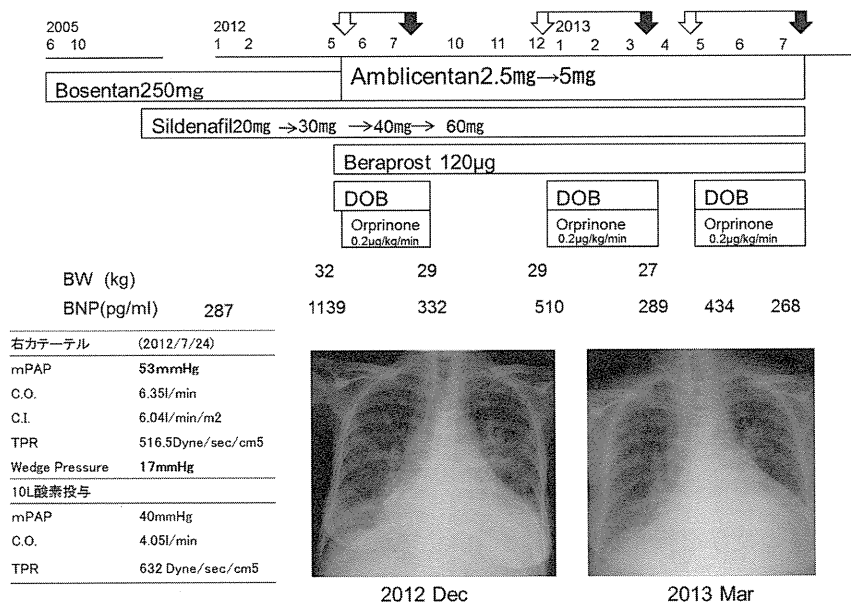 2005 2012 2013
6 10 1 2 5 6 7 10 11 12 1 2 3 4 5 6 7
Amblicentan2.5mg→5mg
Bosentan250mg
Sildenafil20mg →30mg →40mg→ 60mg
Beraprost 120μg
DOB DOB DOB
Orprinone Orprinone Orprinone
0.2μg/kg/min 0.2μg/kg/min 0.2μg/kg/min
BW (kg) 32 29 29 27
BNP(pg/ml) 287 1139 332 510 289 434 268
右カテーテル (2012/7/24)
mPAP 53mmHg
C.O. 6.35l/min
C.I. 6.04l/min/m2
TPR 516.5Dyne/sec/cm5
Wedge Pressure 17mmHg
10L酸素投与
mPAP 40mmHg
C.O. 4.05l/min
TPR 632 Dyne/sec/cm5
2012 Dec 2013 Mar